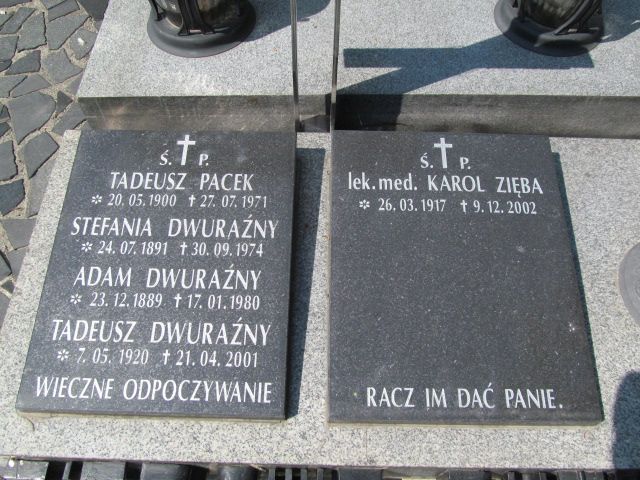 Ś. P.
TADEUSZ PACEK
* 20.05.1900 † 27.07.1971
STEFANIA DWURAŹNY
* 24.07.1891 † 30.09.1974
ADAM DWURAŹNY
* 23.12.1889 † 17.01.1980
TADEUSZ DWURAŹNY
* 7.05.1920 † 21.04.2001
WIECZNE ODPOCZYWANIE
Ś. P.
lek. med. KAROL ZIĘBA
* 26.03.1917 † 9.12.2002
RACZ IM DAĆ PANIE.